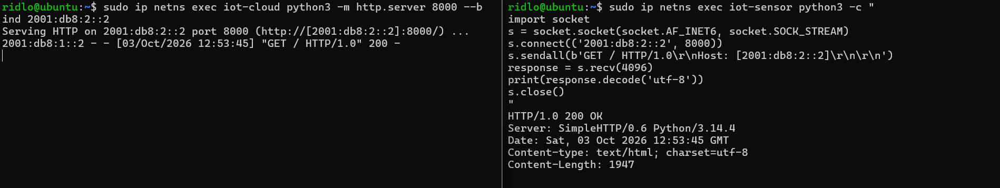 ridlo@ubuntu:~$ sudo ip netns exec iot-cloud python3 -m http.server 8000 --b
ind 2001:db8:2::2
Serving HTTP on 2001:db8:2::2 port 8000 (http://[2001:db8:2::2]:8000/) ...
2001:db8:1::2 - - [03/Oct/2026 12:53:45] "GET / HTTP/1.0" 200 -
ridlo@ubuntu:~$ sudo ip netns exec iot-sensor python3 -c "
import socket
s = socket.socket(socket.AF_INET6, socket.SOCK_STREAM)
s.connect(('2001:db8:2::2', 8000))
s.sendall(b'GET / HTTP/1.0\r\nHost: [2001:db8:2::2]\r\n\r\n')
response = s.recv(4096)
print(response.decode('utf-8'))
s.close()
"
HTTP/1.0 200 OK
Server: SimpleHTTP/0.6 Python/3.14.4
Date: Sat, 03 Oct 2026 12:53:45 GMT
Content-type: text/html; charset=utf-8
Content-Length: 1947